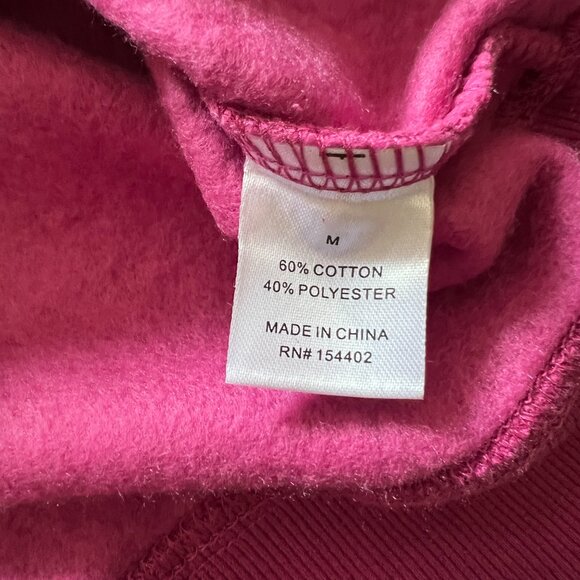 M
60% COTTON
40% POLYESTER
MADE IN CHINA
RN# 154402